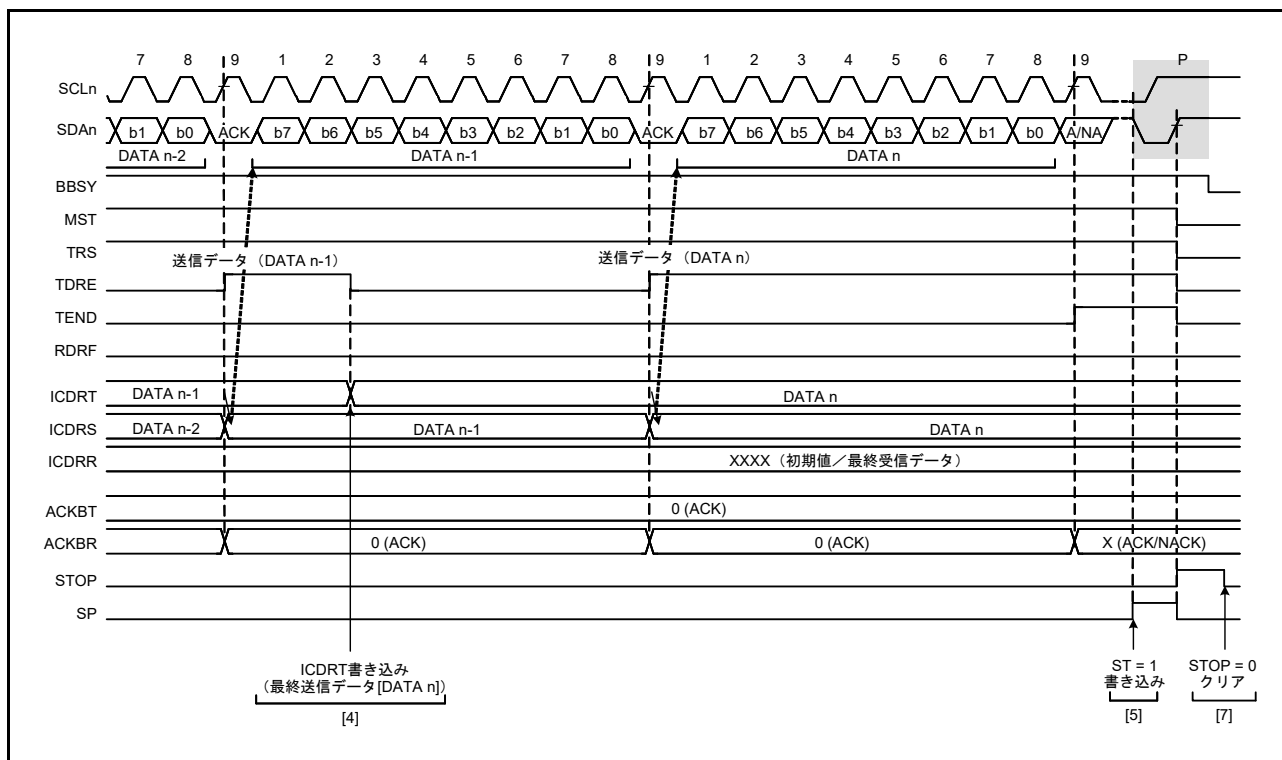 7 8 9 1 2 3 4 5 6 7 8 9 1 2 3 4 5 6 7 8 9 P
SCLn
SDAn b1 b0 ACK b7 b6 b5 b4 b3 b2 b1 b0 ACK b7 b6 b5 b4 b3 b2 b1 b0 A/NA
DATA n-2 DATA n-1 DATA n
BBSY
MST
TRS
送信データ（DATA n-1） 送信データ（DATA n）
TDRE
TEND
RDRF
ICDRT DATA n-1 DATA n
ICDRS DATA n-2 DATA n-1 DATA n
ICDRR XXXX（初期値／最終受信データ）
ACKBT 0 (ACK)
ACKBR 0 (ACK) 0 (ACK) X (ACK/NACK)
STOP
SP
ICDRT書き込み
（最終送信データ[DATA n]）
[4]
ST = 1
書き込み
[5]
STOP = 0
クリア
[7]